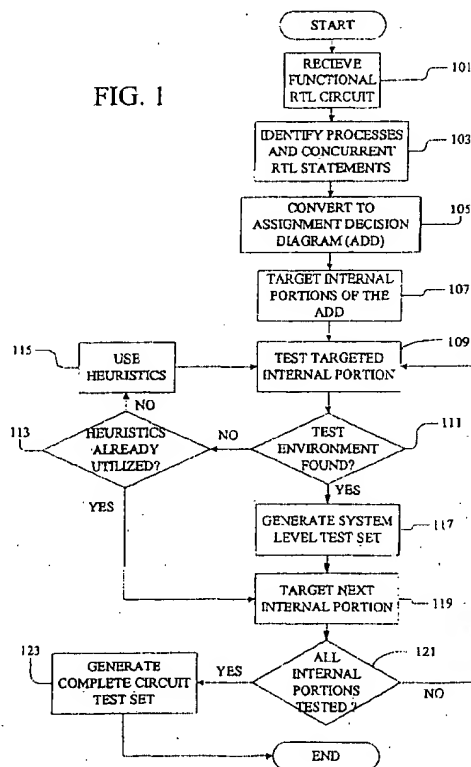 START
FIG. 1
RECIEVE
FUNCTIONAL
RTL CIRCUIT
101
IDENTIFY PROCESSES
AND CONCURRENT
RTL STATEMENTS
103
CONVERT TO
ASSIGNMENT DECISION
DIAGRAM (ADD)
105
TARGET INTERNAL
PORTIONS OF THE
ADD
107
115
USE
HEURISTICS
TEST TARGETED
INTERNAL PORTION
109
NO
113
HEURISTICS
ALREADY
UTILIZED?
NO
TEST
ENVIRONMENT
FOUND?
111
YES
YES
GENERATE SYSTEM
LEVEL TEST SET
117
TARGET NEXT
INTERNAL PORTION
119
123
GENERATE
COMPLETE CIRCUIT
TEST SET
YES
ALL
INTERNAL
PORTIONS
TESTED ?
121
NO
END